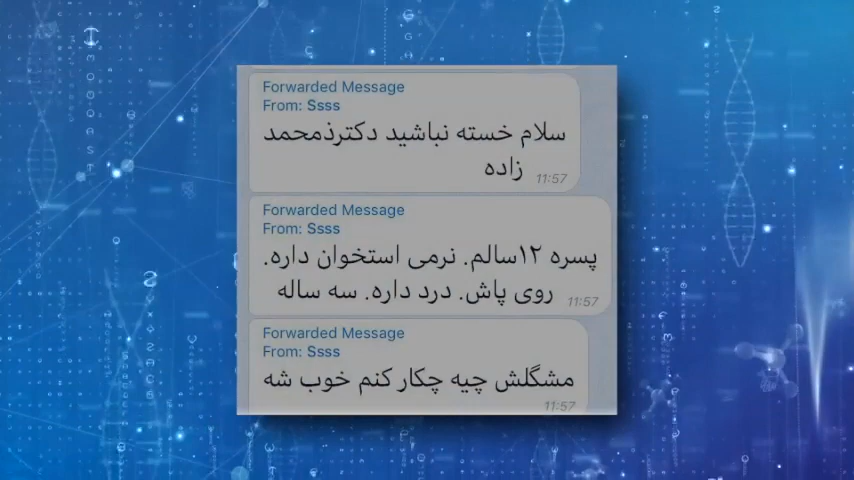 Forwarded Message
From: Ssss
سلام خسته نباشید دکترذمحمد
زاده
11:57
Forwarded Message
From: Ssss
پسره ۱۲سالم. نرمی استخوان داره.
روی پاش. درد داره. سه ساله
11:57
Forwarded Message
From: Ssss
مشگلش چیه چکار کنم خوب شه
11:57